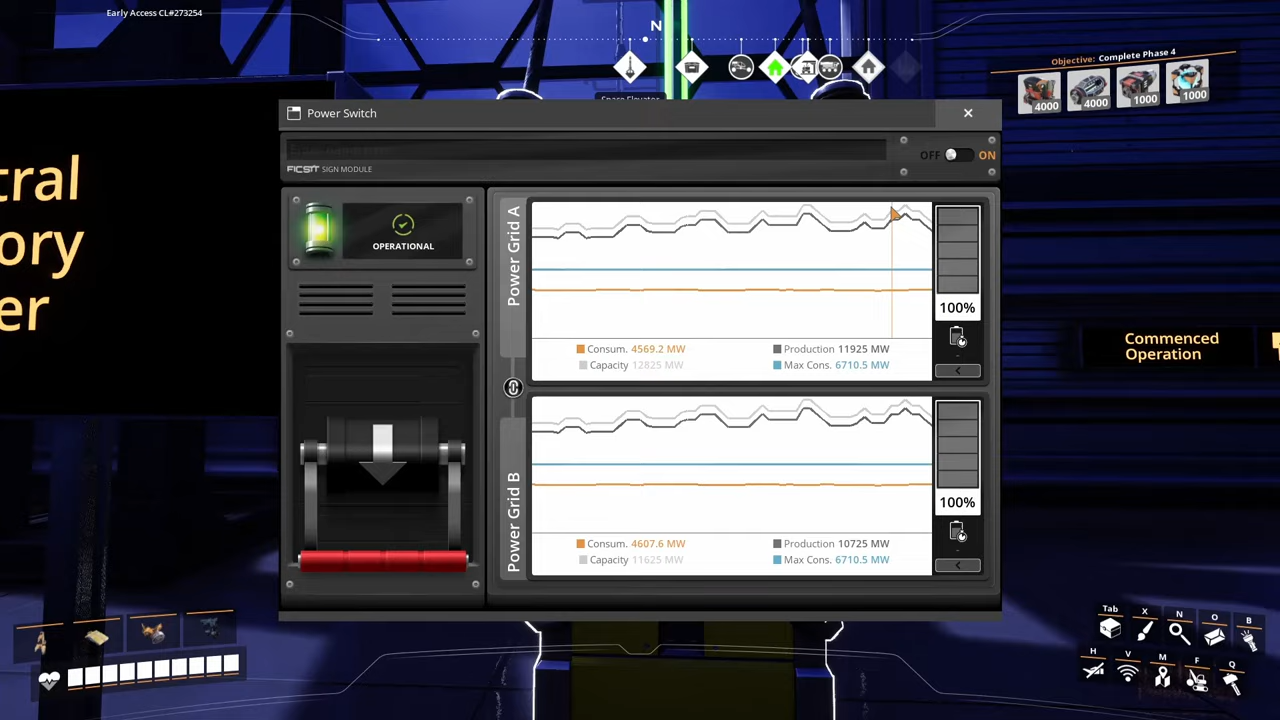 Early Access CL#273254
N
Objective: Complete Phase 4
4000
4000
1000
1000
Power Switch
FICSIT SIGN MODULE
OFF
ON
OPERATIONAL
Power Grid A
100%
Consum. 4569.2 MW
Production 11925 MW
Capacity 12825 MW
Max Cons. 6710.5 MW
Power Grid B
100%
Consum. 4607.6 MW
Production 10725 MW
Capacity 11625 MW
Max Cons. 6710.5 MW
tral
ory
er
Commenced
Operation
Tab
X
N
O
B
H
V
M
F
Q